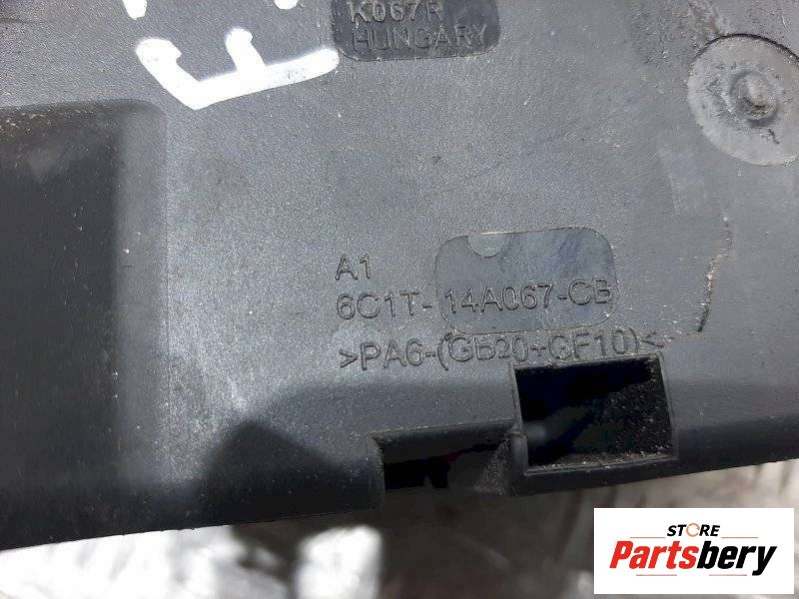 K067R
HUNGARY
A1
6C1T-14A067-CB
>PA6-(GB20+GF10)<
STORE
Partsbery